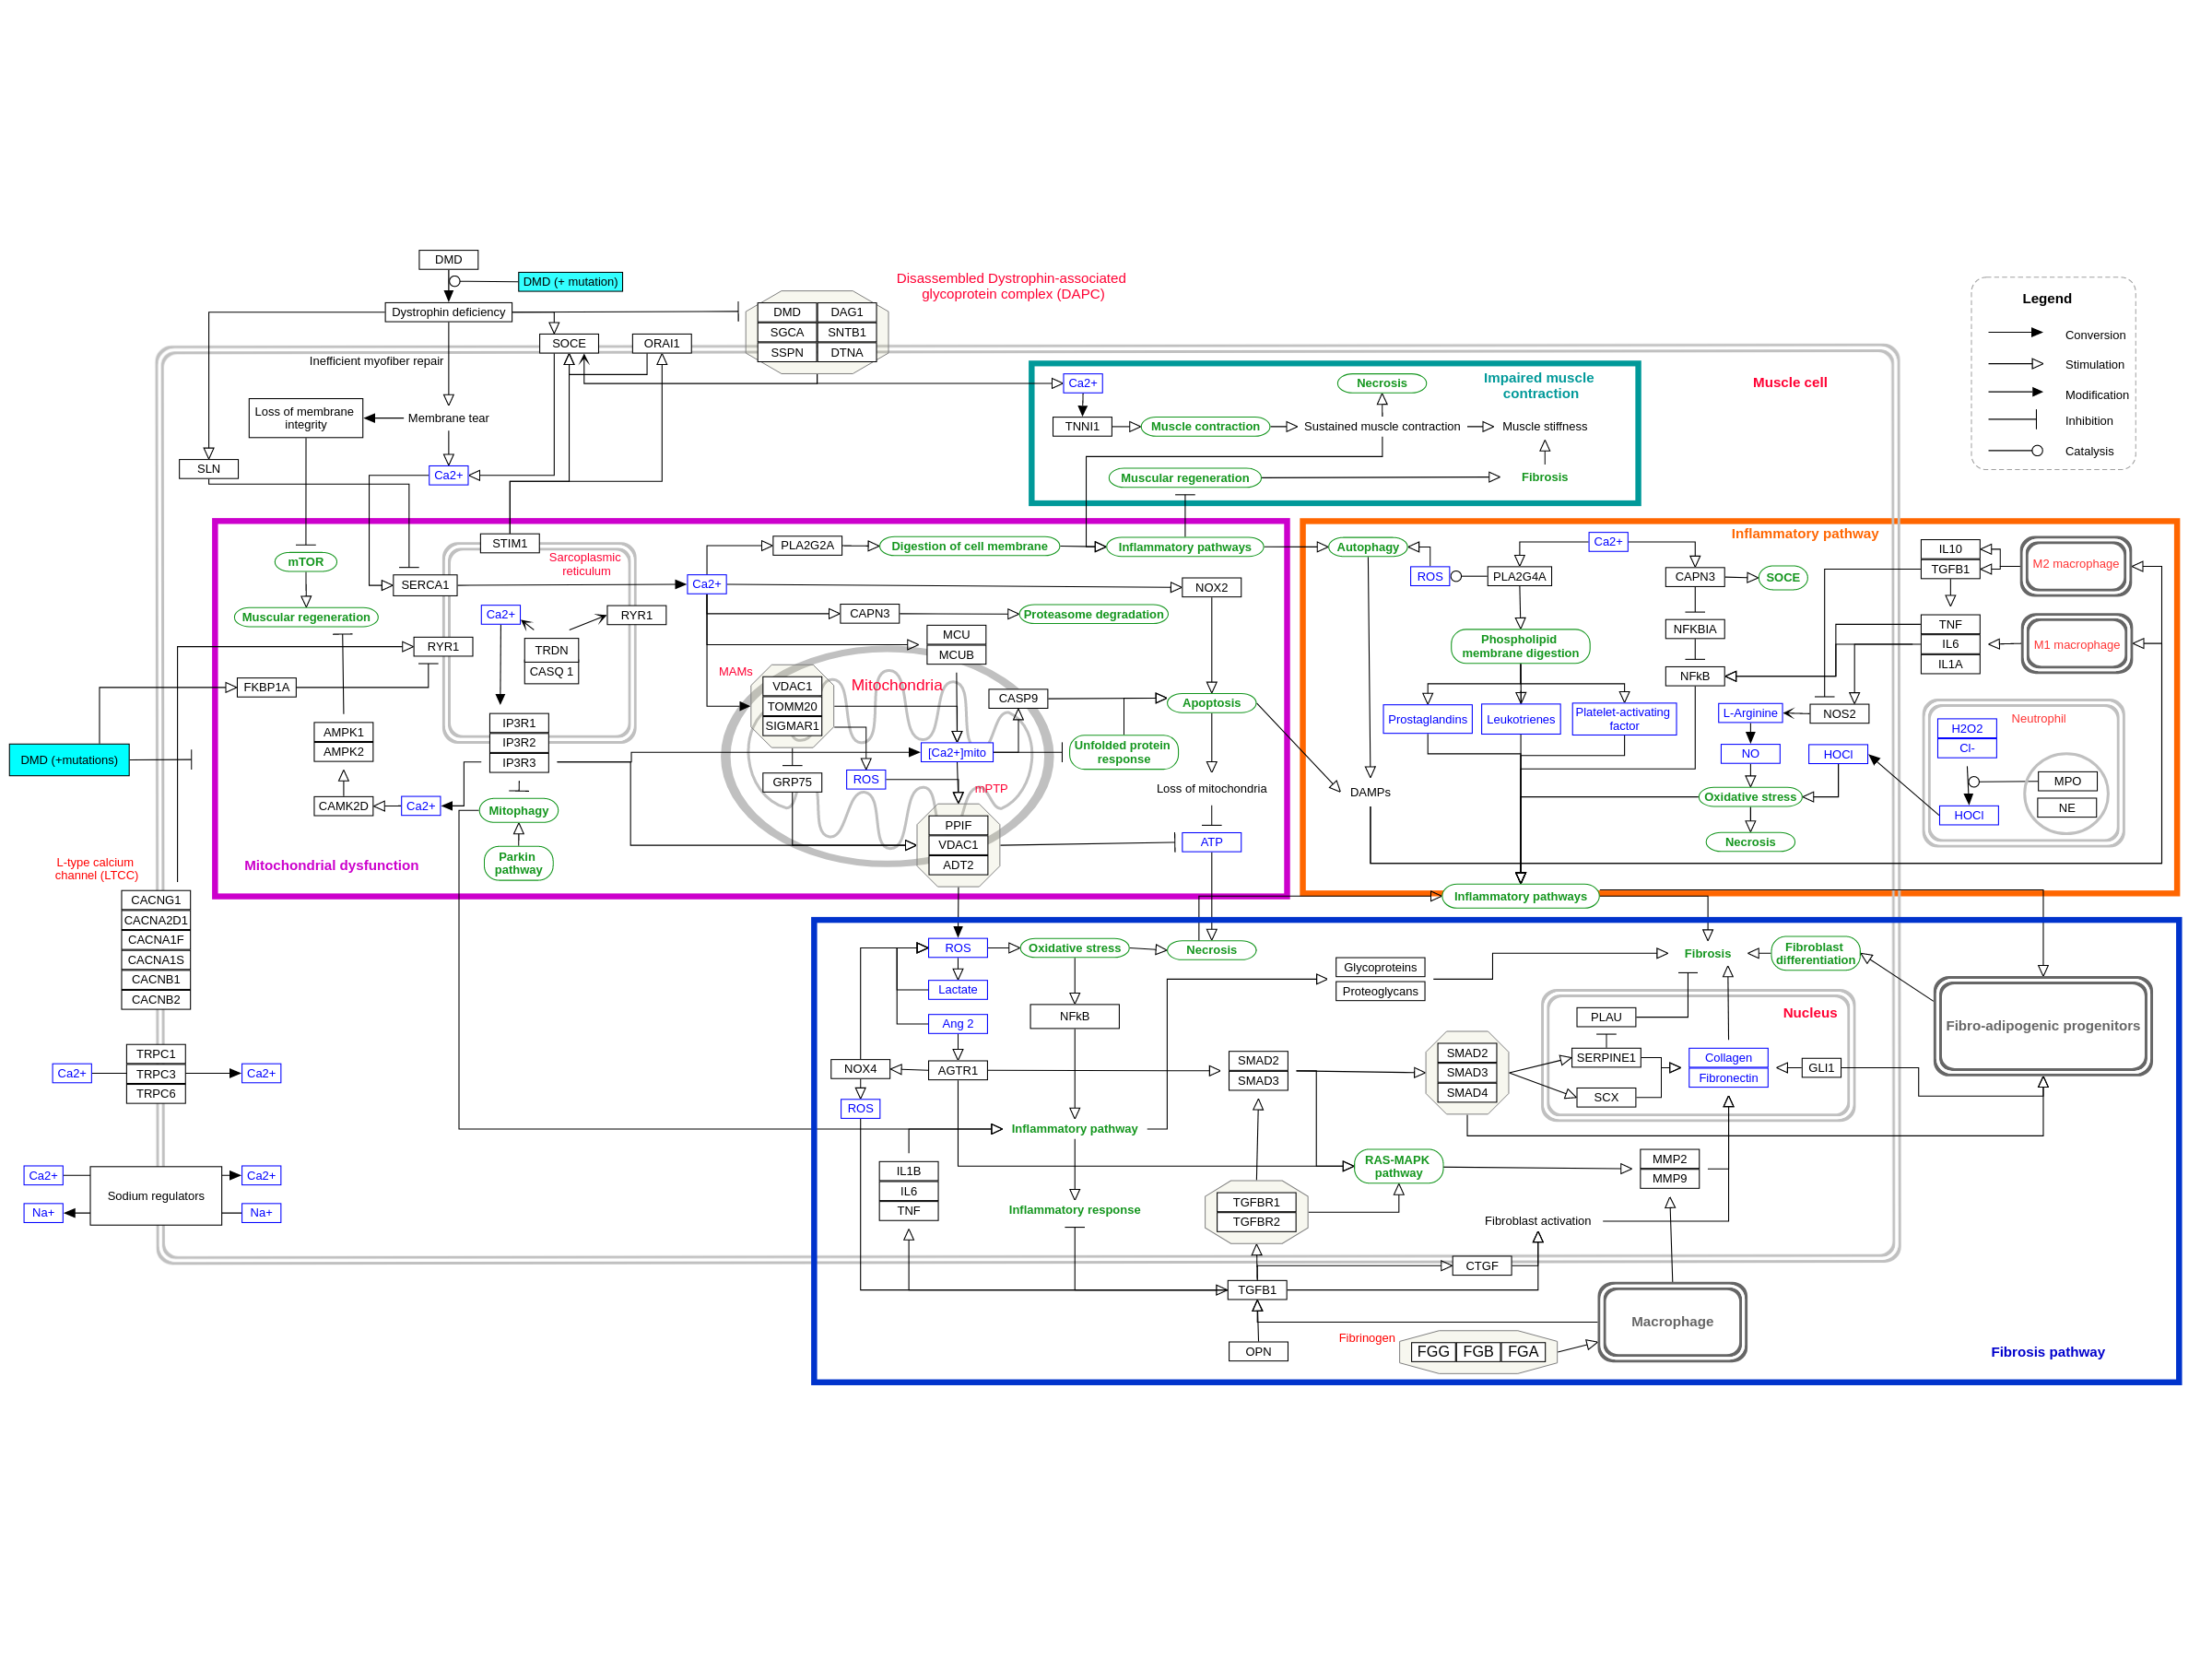 DMD
DMD (+ mutation)
Dystrophin deficiency
Disassembled Dystrophin-associated
glycoprotein complex (DAPC)
DMD
DAG1
SGCA
SNTB1
SSPN
DTNA
SOCE
ORAI1
Inefficient myofiber repair
Loss of membrane
integrity
Membrane tear
SLN
Ca2+
Legend
Conversion
Stimulation
Modification
Inhibition
Catalysis
Muscle cell
Ca2+
Necrosis
Impaired muscle
contraction
TNNI1
Muscle contraction
Sustained muscle contraction
Muscle stiffness
Muscular regeneration
Fibrosis
STIM1
Sarcoplasmic
reticulum
mTOR
SERCA1
Muscular regeneration
Ca2+
RYR1
TRDN
CASQ 1
RYR1
FKBP1A
AMPK1
AMPK2
IP3R1
IP3R2
IP3R3
CAMK2D
Ca2+
Mitophagy
Parkin
pathway
Mitochondrial dysfunction
PLA2G2A
Digestion of cell membrane
Inflammatory pathways
Ca2+
NOX2
CAPN3
Proteasome degradation
MCU
MCUB
MAMs
VDAC1
TOMM20
SIGMAR1
Mitochondria
CASP9
Apoptosis
[Ca2+]mito
Unfolded protein
response
GRP75
ROS
mPTP
Loss of mitochondria
PPIF
VDAC1
ADT2
ATP
Inflammatory pathway
Autophagy
Ca2+
ROS
PLA2G4A
CAPN3
SOCE
IL10
TGFB1
M2 macrophage
Phospholipid
membrane digestion
NFKBIA
TNF
IL6
IL1A
M1 macrophage
NFkB
Prostaglandins
Leukotrienes
Platelet-activating
factor
L-Arginine
NOS2
NO
HOCl
Neutrophil
H2O2
Cl-
MPO
NE
HOCl
DAMPs
Oxidative stress
Necrosis
Inflammatory pathways
DMD (+mutations)
L-type calcium
channel (LTCC)
CACNG1
CACNA2D1
CACNA1F
CACNA1S
CACNB1
CACNB2
TRPC1
TRPC3
TRPC6
Ca2+
Ca2+
Ca2+
Ca2+
Sodium regulators
Na+
Na+
ROS
Oxidative stress
Necrosis
Lactate
Ang 2
NFkB
Glycoproteins
Proteoglycans
Fibrosis
Fibroblast
differentiation
Fibro-adipogenic progenitors
NOX4
AGTR1
ROS
SMAD2
SMAD3
SMAD2
SMAD3
SMAD4
Nucleus
PLAU
SERPINE1
SCX
Collagen
Fibronectin
GLI1
Inflammatory pathway
IL1B
IL6
TNF
Inflammatory response
RAS-MAPK
pathway
MMP2
MMP9
TGFBR1
TGFBR2
Fibroblast activation
CTGF
TGFB1
OPN
Fibrinogen
FGG
FGB
FGA
Macrophage
Fibrosis pathway